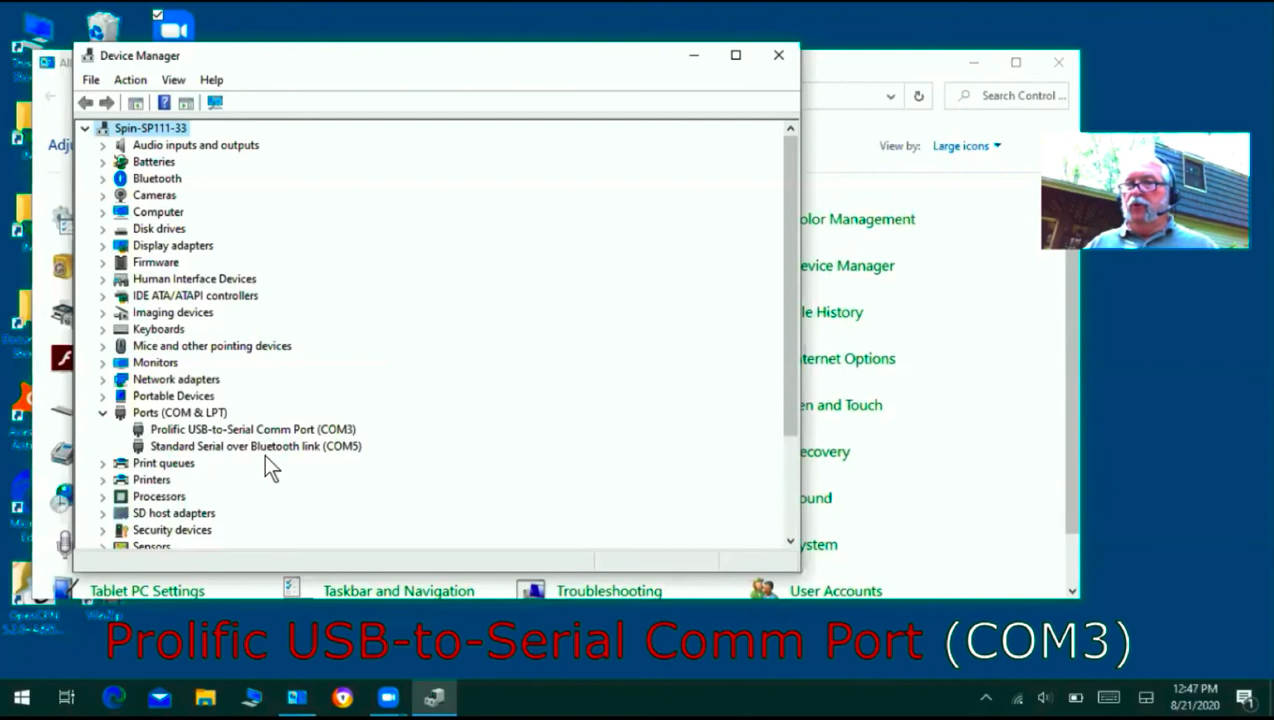 Device Manager
File Action View Help
Search Control ...
Spin-SP111-33
Audio inputs and outputs
Batteries
Bluetooth
Cameras
Computer
Disk drives
Display adapters
Firmware
Human Interface Devices
IDE ATA/ATAPI controllers
Imaging devices
Keyboards
Mice and other pointing devices
Monitors
Network adapters
Portable Devices
Ports (COM & LPT)
Prolific USB-to-Serial Comm Port (COM3)
Standard Serial over Bluetooth link (COM5)
Print queues
Printers
Processors
SD host adapters
Security devices
Sensors
Adj
View by: Large icons
olor Management
evice Manager
le History
nternet Options
en and Touch
ecovery
ound
ystem
Tablet PC Settings Taskbar and Navigation Troubleshooting User Accounts
Prolific USB-to-Serial Comm Port (COM3)
12:47 PM
8/21/2020
1